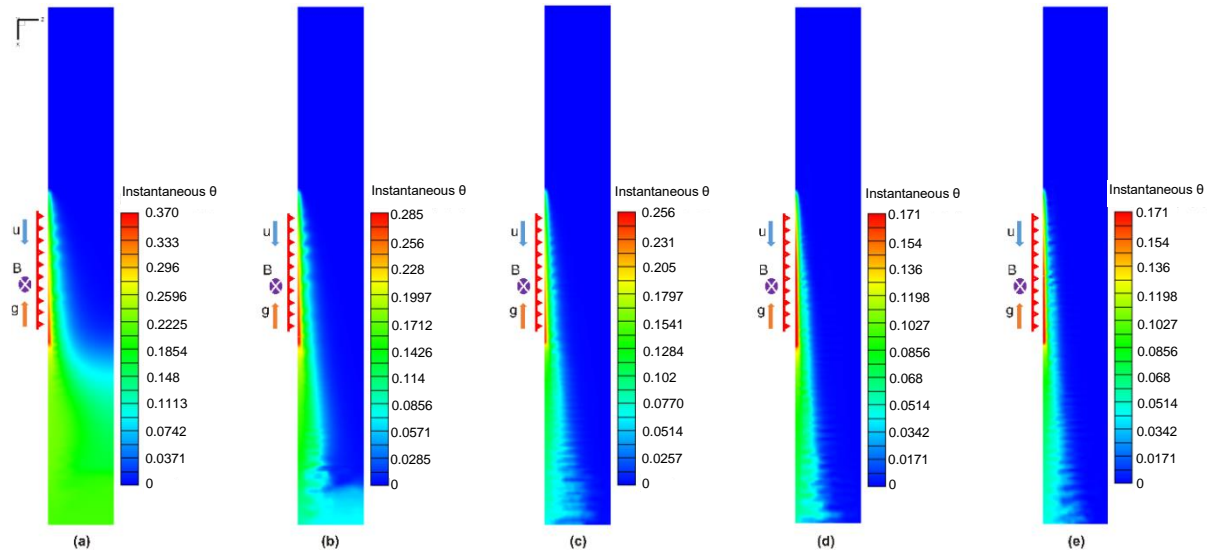 z
x
Instantaneous θ
0.370
0.333
0.296
0.2596
0.2225
0.1854
0.148
0.1113
0.0742
0.0371
0
u
B
g
(a)
Instantaneous θ
0.285
0.256
0.228
0.1997
0.1712
0.1426
0.114
0.0856
0.0571
0.0285
0
u
B
g
(b)
Instantaneous θ
0.256
0.231
0.205
0.1797
0.1541
0.1284
0.102
0.0770
0.0514
0.0257
0
u
B
g
(c)
Instantaneous θ
0.171
0.154
0.136
0.1198
0.1027
0.0856
0.068
0.0514
0.0342
0.0171
0
u
B
g
(d)
Instantaneous θ
0.171
0.154
0.136
0.1198
0.1027
0.0856
0.068
0.0514
0.0342
0.0171
0
u
B
g
(e)